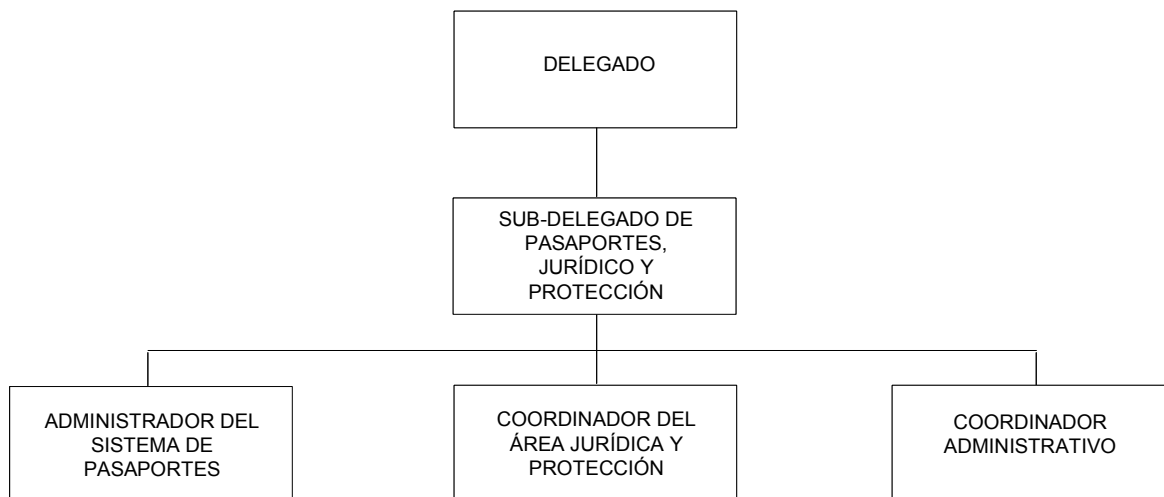 DELEGADO
SUB-DELEGADO DE
PASAPORTES,
JURÍDICO Y
PROTECCIÓN
ADMINISTRADOR DEL
SISTEMA DE
PASAPORTES
COORDINADOR DEL
ÁREA JURÍDICA Y
PROTECCIÓN
COORDINADOR
ADMINISTRATIVO